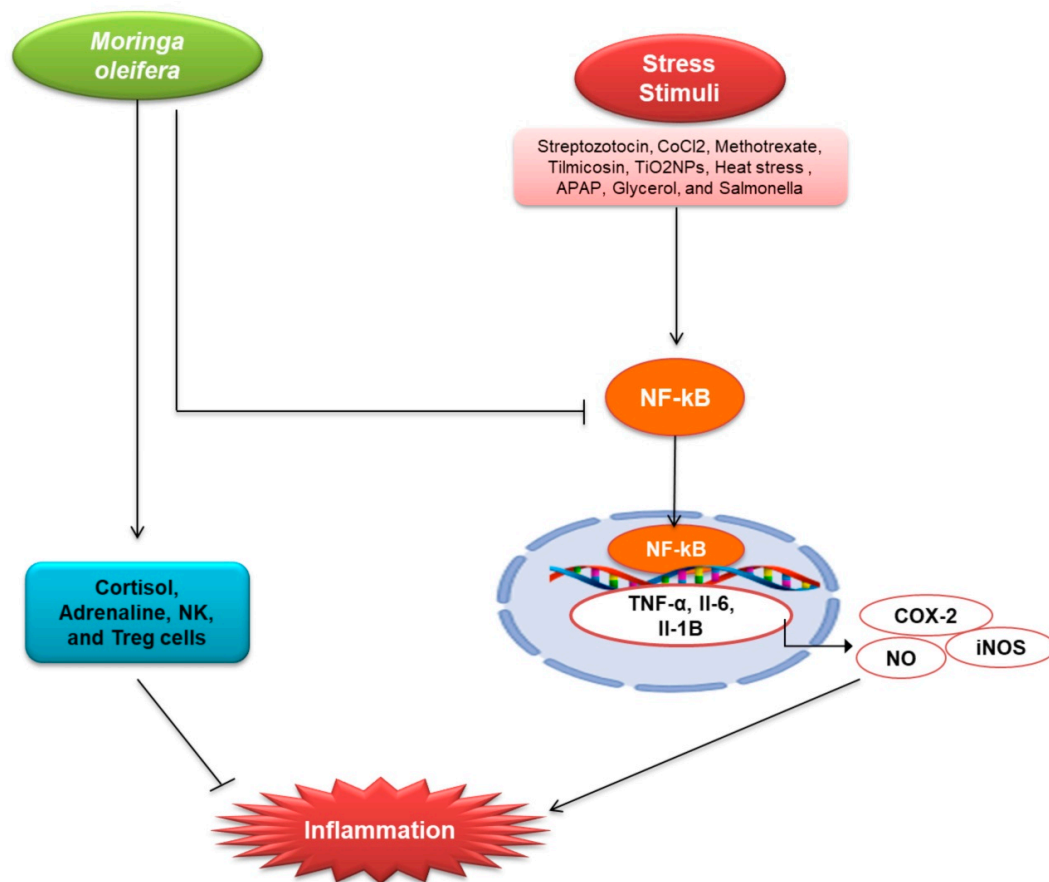 Moringa
oleifera
Stress
Stimuli
Streptozotocin, CoCl2, Methotrexate,
Tilmicosin, TiO2NPs, Heat stress ,
APAP, Glycerol, and Salmonella
NF-kB
NF-kB
TNF-α, Il-6,
Il-1B
Cortisol,
Adrenaline, NK,
and Treg cells
COX-2
iNOS
NO
Inflammation